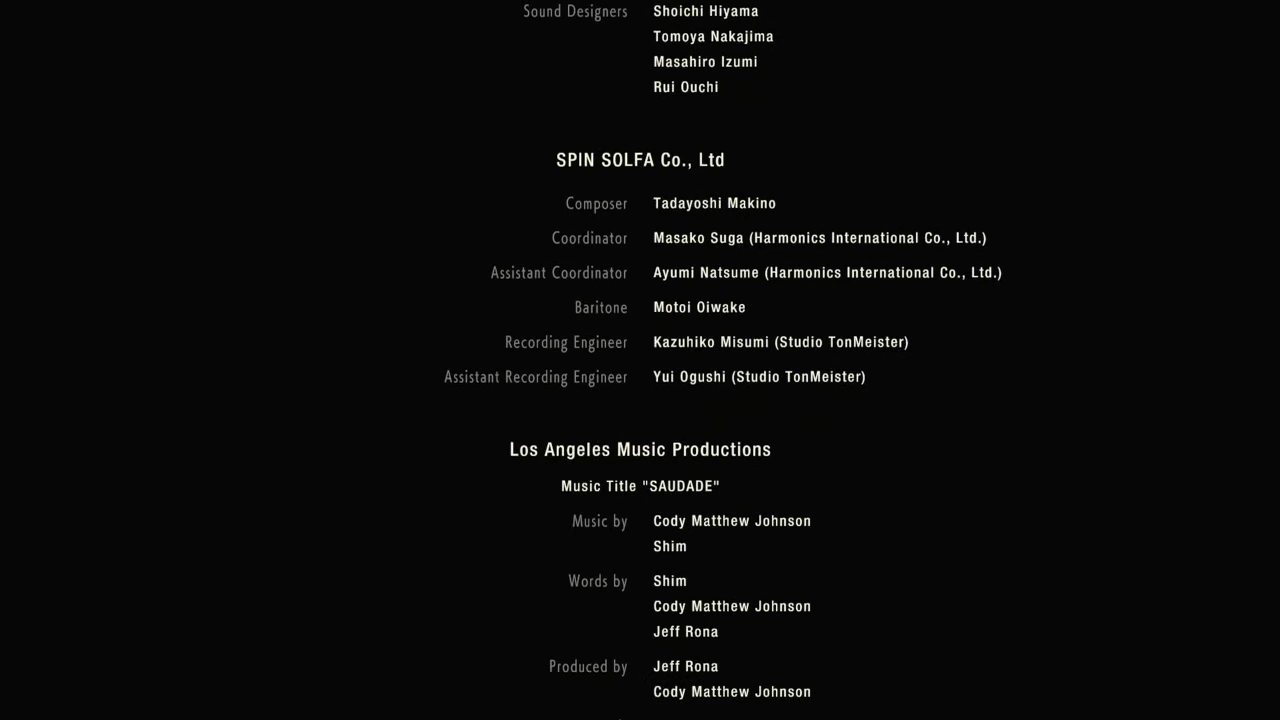 Sound Designers Shoichi Hiyama
Tomoya Nakajima
Masahiro Izumi
Rui Ouchi
SPIN SOLFA Co., Ltd
Composer Tadayoshi Makino
Coordinator Masako Suga (Harmonics International Co., Ltd.)
Assistant Coordinator Ayumi Natsume (Harmonics International Co., Ltd.)
Baritone Motoi Oiwake
Recording Engineer Kazuhiko Misumi (Studio TonMeister)
Assistant Recording Engineer Yui Ogushi (Studio TonMeister)
Los Angeles Music Productions
Music Title "SAUDADE"
Music by Cody Matthew Johnson
Shim
Words by Shim
Cody Matthew Johnson
Jeff Rona
Produced by Jeff Rona
Cody Matthew Johnson